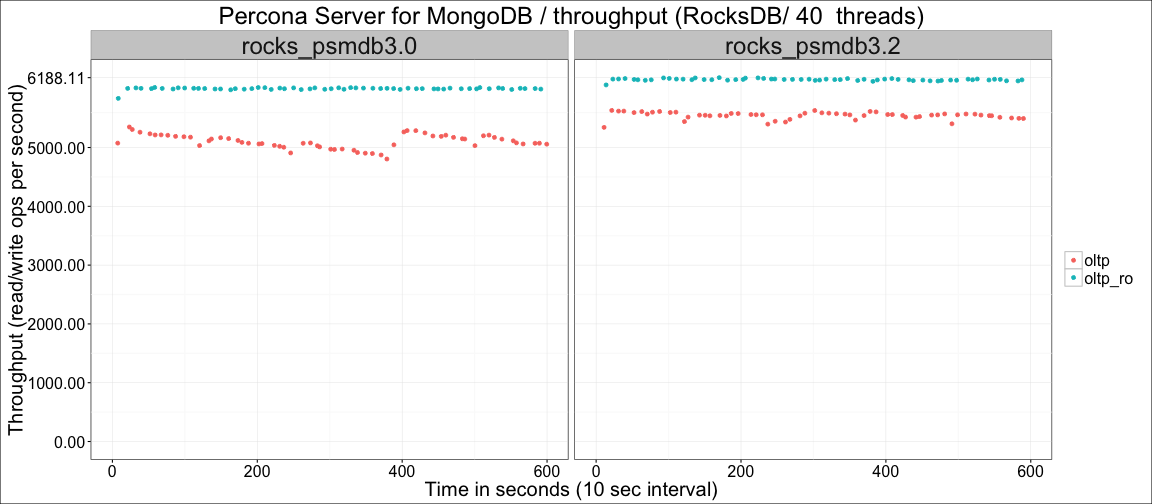 Percona Server for MongoDB / throughput (RocksDB/ 40  threads)
rocks_psmdb3.0
rocks_psmdb3.2
Throughput (read/write ops per second)
6188.11
5000.00
4000.00
3000.00
2000.00
1000.00
0.00
oltp
oltp_ro
0 200 400 600
0 200 400 600
Time in seconds (10 sec interval)